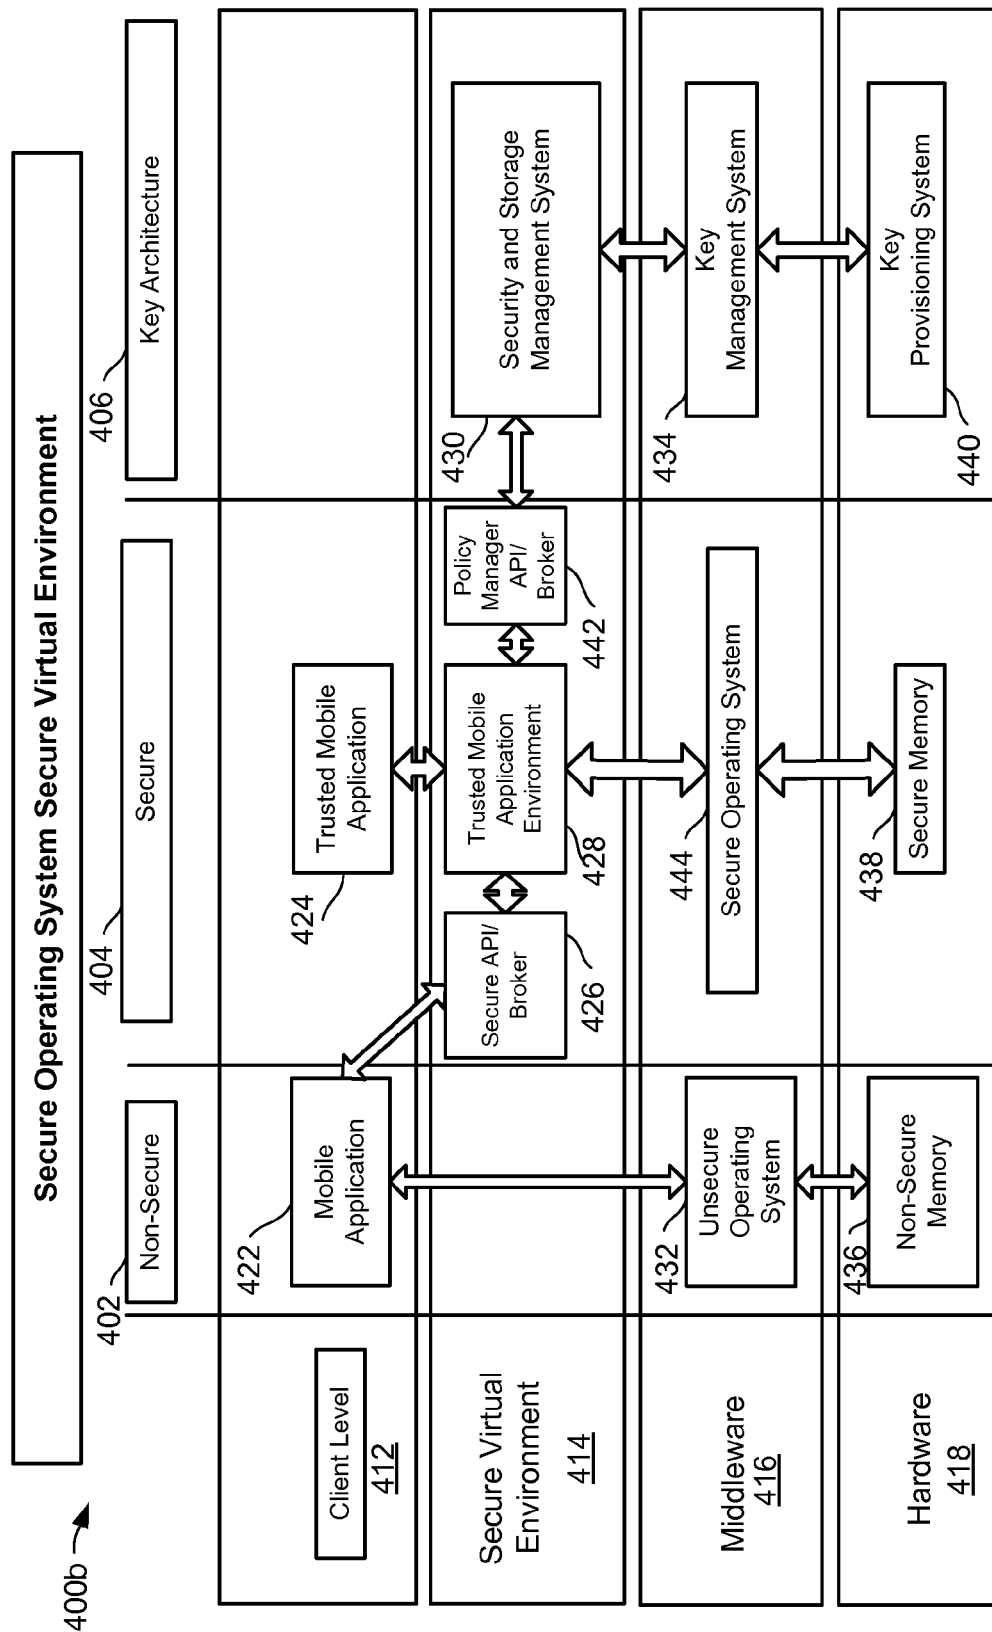 Secure Operating System Secure Virtual Environment
400b
402
Non-Secure
404
Secure
406
Key Architecture
Client Level
412
422
Mobile
Application
424
Trusted Mobile
Application
Secure Virtual
Environment
414
Secure API/
Broker
426
Trusted Mobile
Application
Environment
428
Policy
Manager
API/
Broker
442
430
Security and Storage
Management System
Middleware
416
432
Unsecure
Operating
System
444
Secure Operating System
434
Key
Management System
Hardware
418
436
Non-Secure
Memory
438
Secure Memory
440
Key
Provisioning System